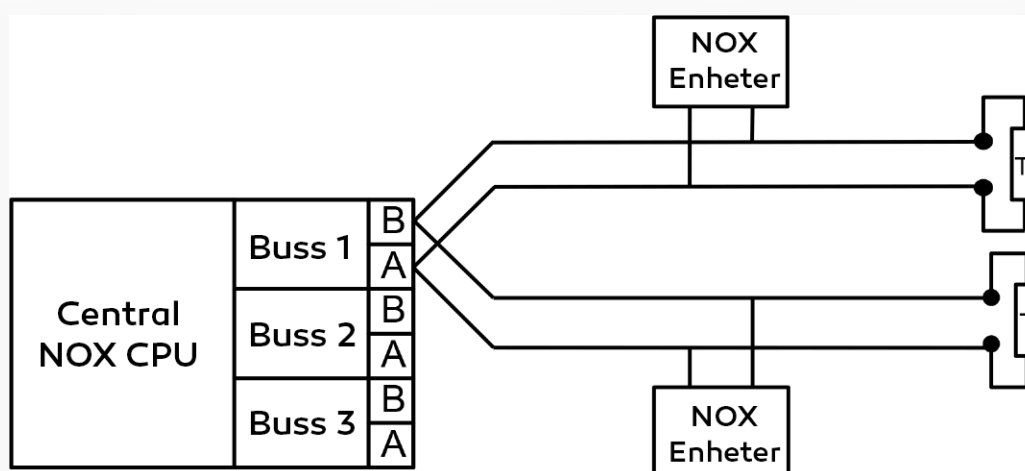 NOX
Enheter
T
B
Buss 1
A
Central
NOX CPU
B
Buss 2
A
B
Buss 3
A
NOX
Enheter